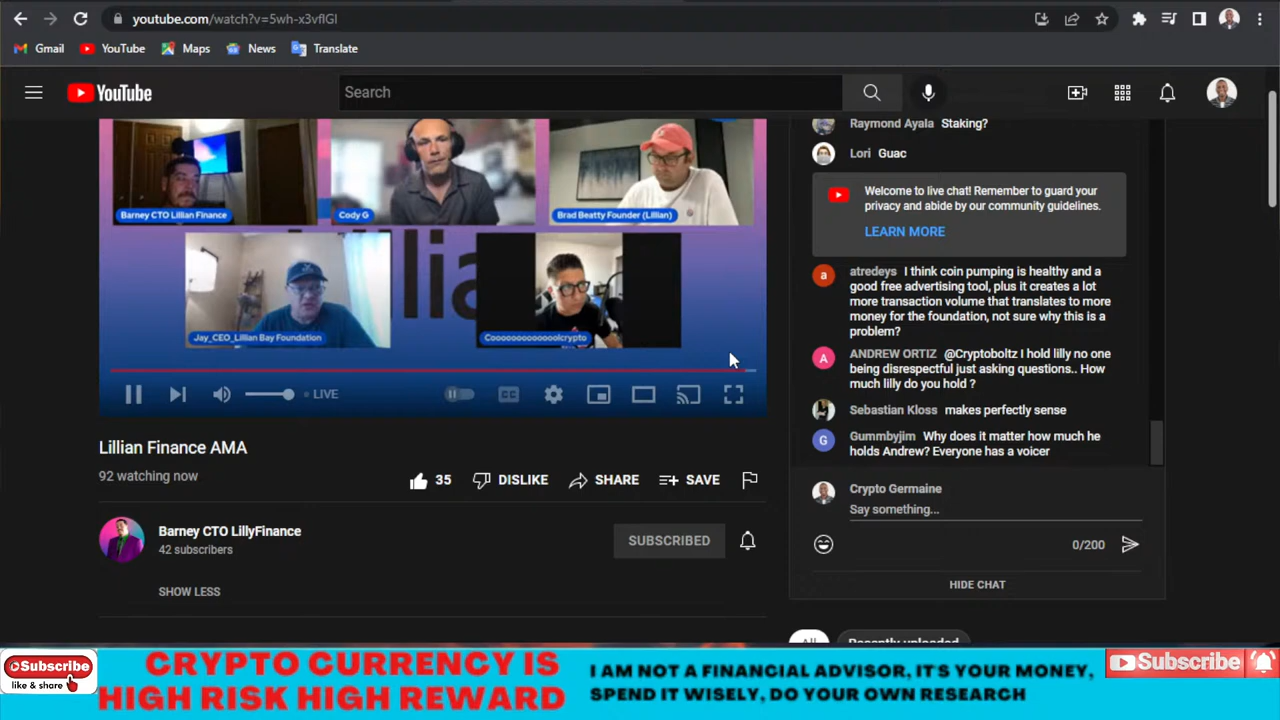 youtube.com/watch?v=5wh-x3vflGI
Gmail YouTube Maps News Translate
YouTube Search
Barney CTO Lillian Finance Cody G Brad Beatty Founder (Lillian)
Jay_CEO_Lillian Bay Foundation
LIVE
Lillian Finance AMA
92 watching now
35 DISLIKE SHARE SAVE
Barney CTO LillyFinance
42 subscribers
SUBSCRIBED
SHOW LESS
Raymond Ayala Staking?
Lori Guac
Welcome to live chat! Remember to guard your
privacy and abide by our community guidelines.
LEARN MORE
atredeys I think coin pumping is healthy and a
good free advertising tool, plus it creates a lot
more transaction volume that translates to more
money for the foundation, not sure why this is a
problem?
ANDREW ORTIZ @Cryptoboltz I hold lilly no one
being disrespectful just asking questions.. How
much lilly do you hold ?
Sebastian Kloss makes perfectly sense
Gummbyjim Why does it matter how much he
holds Andrew? Everyone has a voicer
Crypto Germaine
Say something...
0/200
HIDE CHAT
All Recently uploaded
Subscribe
like & share
CRYPTO CURRENCY IS
HIGH RISK HIGH REWARD
I AM NOT A FINANCIAL ADVISOR, IT'S YOUR MONEY,
SPEND IT WISELY, DO YOUR OWN RESEARCH
Subscribe